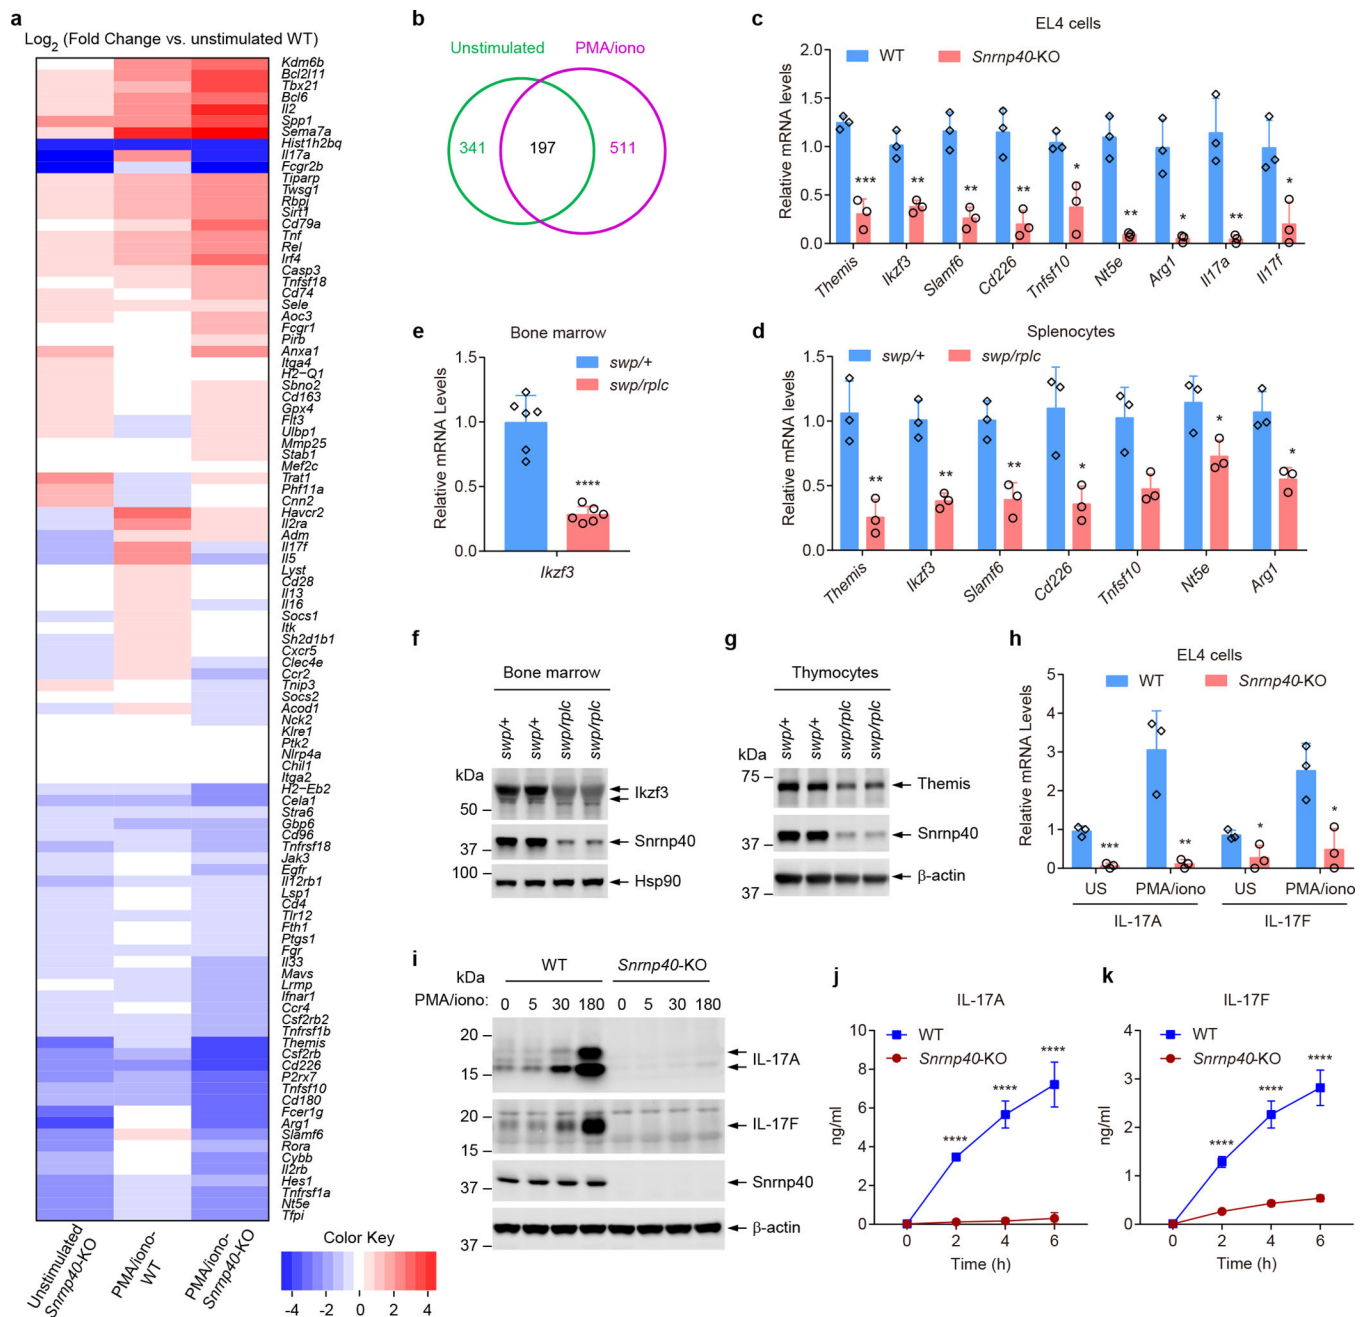 a
Log2 (Fold Change vs. unstimulated WT)
Kdm6b
Bcl2l11
Tbx21
Bcl6
Il2
Spp1
Sema7a
Hist1h2bq
Il17a
Fcgr2b
Tiparp
Twsg1
Rbpj
Sirt1
Cd79a
Tnf
Rel
Irf4
Casp3
Tnfsf18
Cd74
Sele
Aoc3
Fcgr1
Pirb
Anxa1
Itga4
H2−Q1
Sbno2
Cd163
Gpx4
Flt3
Ulbp1
Mmp25
Stab1
Mef2c
Trat1
Phf11a
Cnn2
Havcr2
Il2ra
Adm
Il17f
Il5
Lyst
Cd28
Il13
Il16
Socs1
Itk
Sh2d1b1
Cxcr5
Clec4e
Ccr2
Tnip3
Socs2
Acod1
Nck2
Klre1
Ptk2
Nlrp4a
Chil1
Itga2
H2−Eb2
Cela1
Stra6
Gbp6
Cd96
Tnfrsf18
Jak3
Egfr
Il12rb1
Lsp1
Cd4
Tlr12
Fth1
Ptgs1
Fgr
Il33
Mavs
Lrmp
Ifnar1
Ccr4
Csf2rb2
Tnfrsf1b
Themis
Csf2rb
Cd226
P2rx7
Tnfsf10
Cd180
Fcer1g
Arg1
Slamf6
Rora
Cybb
Il2rb
Hes1
Tnfrsf1a
Nt5e
Tfpi
Unstimulated
Snrnp40-KO
PMA/iono-
WT
PMA/iono-
Snrnp40-KO
Color Key
-4 -2 0 2 4
b
Unstimulated PMA/iono
341 197 511
c
EL4 cells
WT Snrnp40-KO
Relative mRNA levels
2.0
1.5
1.0
0.5
0.0
*** ** ** ** * ** * ** *
Themis Ikzf3 Slamf6 Cd226 Tnfsf10 Nt5e Arg1 Il17a Il17f
d
Splenocytes
swp/+ swp/rplc
Relative mRNA levels
1.5
1.0
0.5
0.0
** ** ** * * *
Themis Ikzf3 Slamf6 Cd226 Tnfsf10 Nt5e Arg1
e
Bone marrow
swp/+
swp/rplc
Relative mRNA Levels
1.5
1.0
0.5
0.0
****
Ikzf3
f
Bone marrow
swp/+ swp/+ swp/rplc swp/rplc
kDa
50
37
100
Ikzf3
Snrnp40
Hsp90
g
Thymocytes
swp/+ swp/+ swp/rplc swp/rplc
kDa
75
37
37
Themis
Snrnp40
β-actin
h
EL4 cells
WT Snrnp40-KO
Relative mRNA Levels
5
4
3
2
1
0
*** ** * *
US PMA/iono US PMA/iono
IL-17A IL-17F
i
kDa WT Snrnp40-KO
PMA/iono: 0 5 30 180 0 5 30 180
20
15
IL-17A
20
15
IL-17F
37
Snrnp40
37
β-actin
j
IL-17A
WT
Snrnp40-KO
ng/ml
10
8
6
4
2
0
**** **** ****
0 2 4 6
Time (h)
k
IL-17F
WT
Snrnp40-KO
ng/ml
4
3
2
1
0
**** **** ****
0 2 4 6
Time (h)